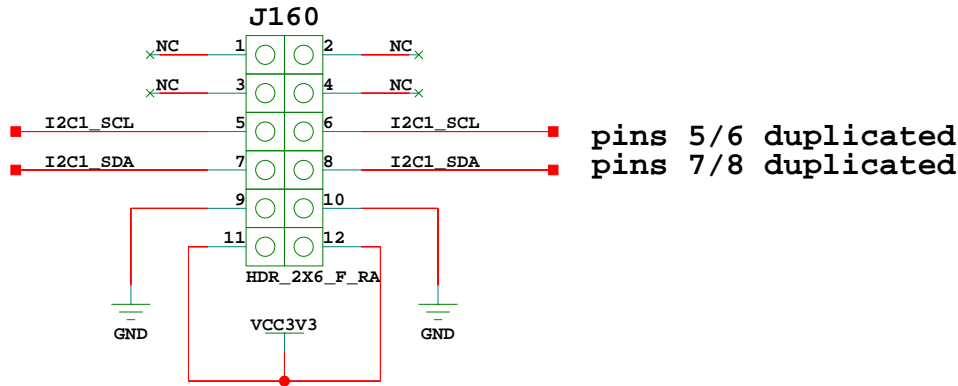 J160
NC 1 2 NC
NC 3 4 NC
I2C1_SCL 5 6 I2C1_SCL
pins 5/6 duplicated
I2C1_SDA 7 8 I2C1_SDA
pins 7/8 duplicated
9 10
11 12
HDR_2X6_F_RA
GND VCC3V3 GND